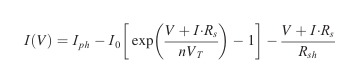 I(V) = I_{ph} − I_0 [ exp( (V + I·R_s) / (nV_T) ) − 1 ] − (V + I·R_s) / R_{sh}